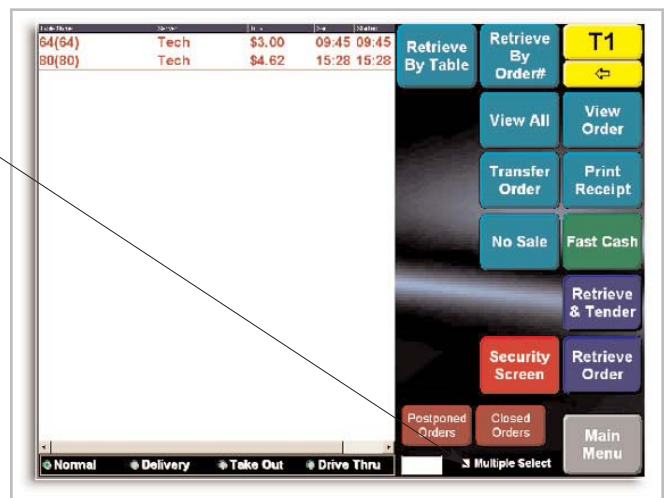 64(64) Tech $3.00 09:45 09:45
80(80) Tech $4.62 15:28 15:28
Normal Delivery Take Out Drive Thru
Retrieve
By Table
Retrieve
By
Order#
T1
View All
View
Order
Transfer
Order
Print
Receipt
No Sale
Fast Cash
Retrieve
& Tender
Security
Screen
Retrieve
Order
Postponed
Orders
Closed
Orders
Main
Menu
Multiple Select